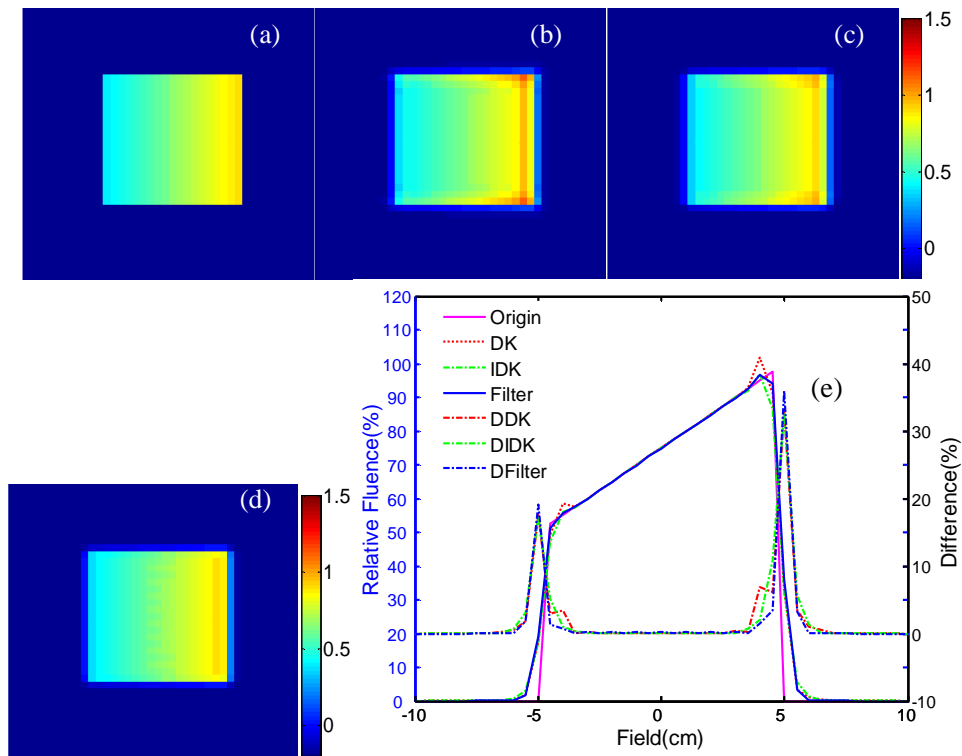 (a)
(b)
(c)
1.5
1
0.5
0
(d)
1.5
1
0.5
0
120
110
100
90
80
70
60
50
40
30
20
10
0
Relative Fluence(%)
Origin
DK
IDK
Filter
DDK
DIDK
DFilter
(e)
50
40
30
20
10
0
-10
Difference(%)
-10
-5
0
5
10
Field(cm)